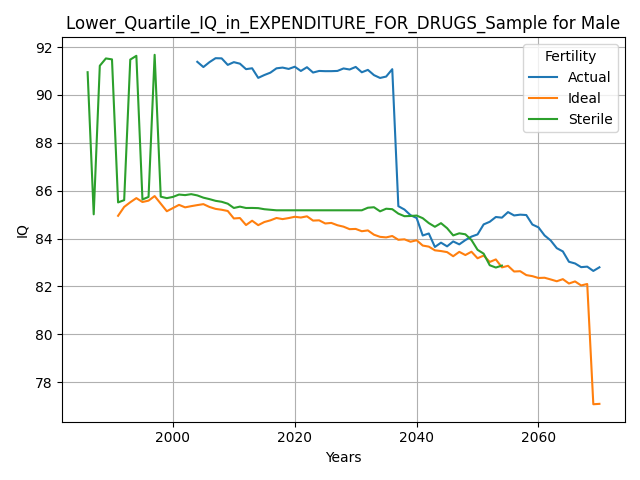 Lower_Quartile_IQ_in_EXPENDITURE_FOR_DRUGS_Sample for Male
Fertility
Actual
Ideal
Sterile
IQ
92
90
88
86
84
82
80
78
2000 2020 2040 2060
Years